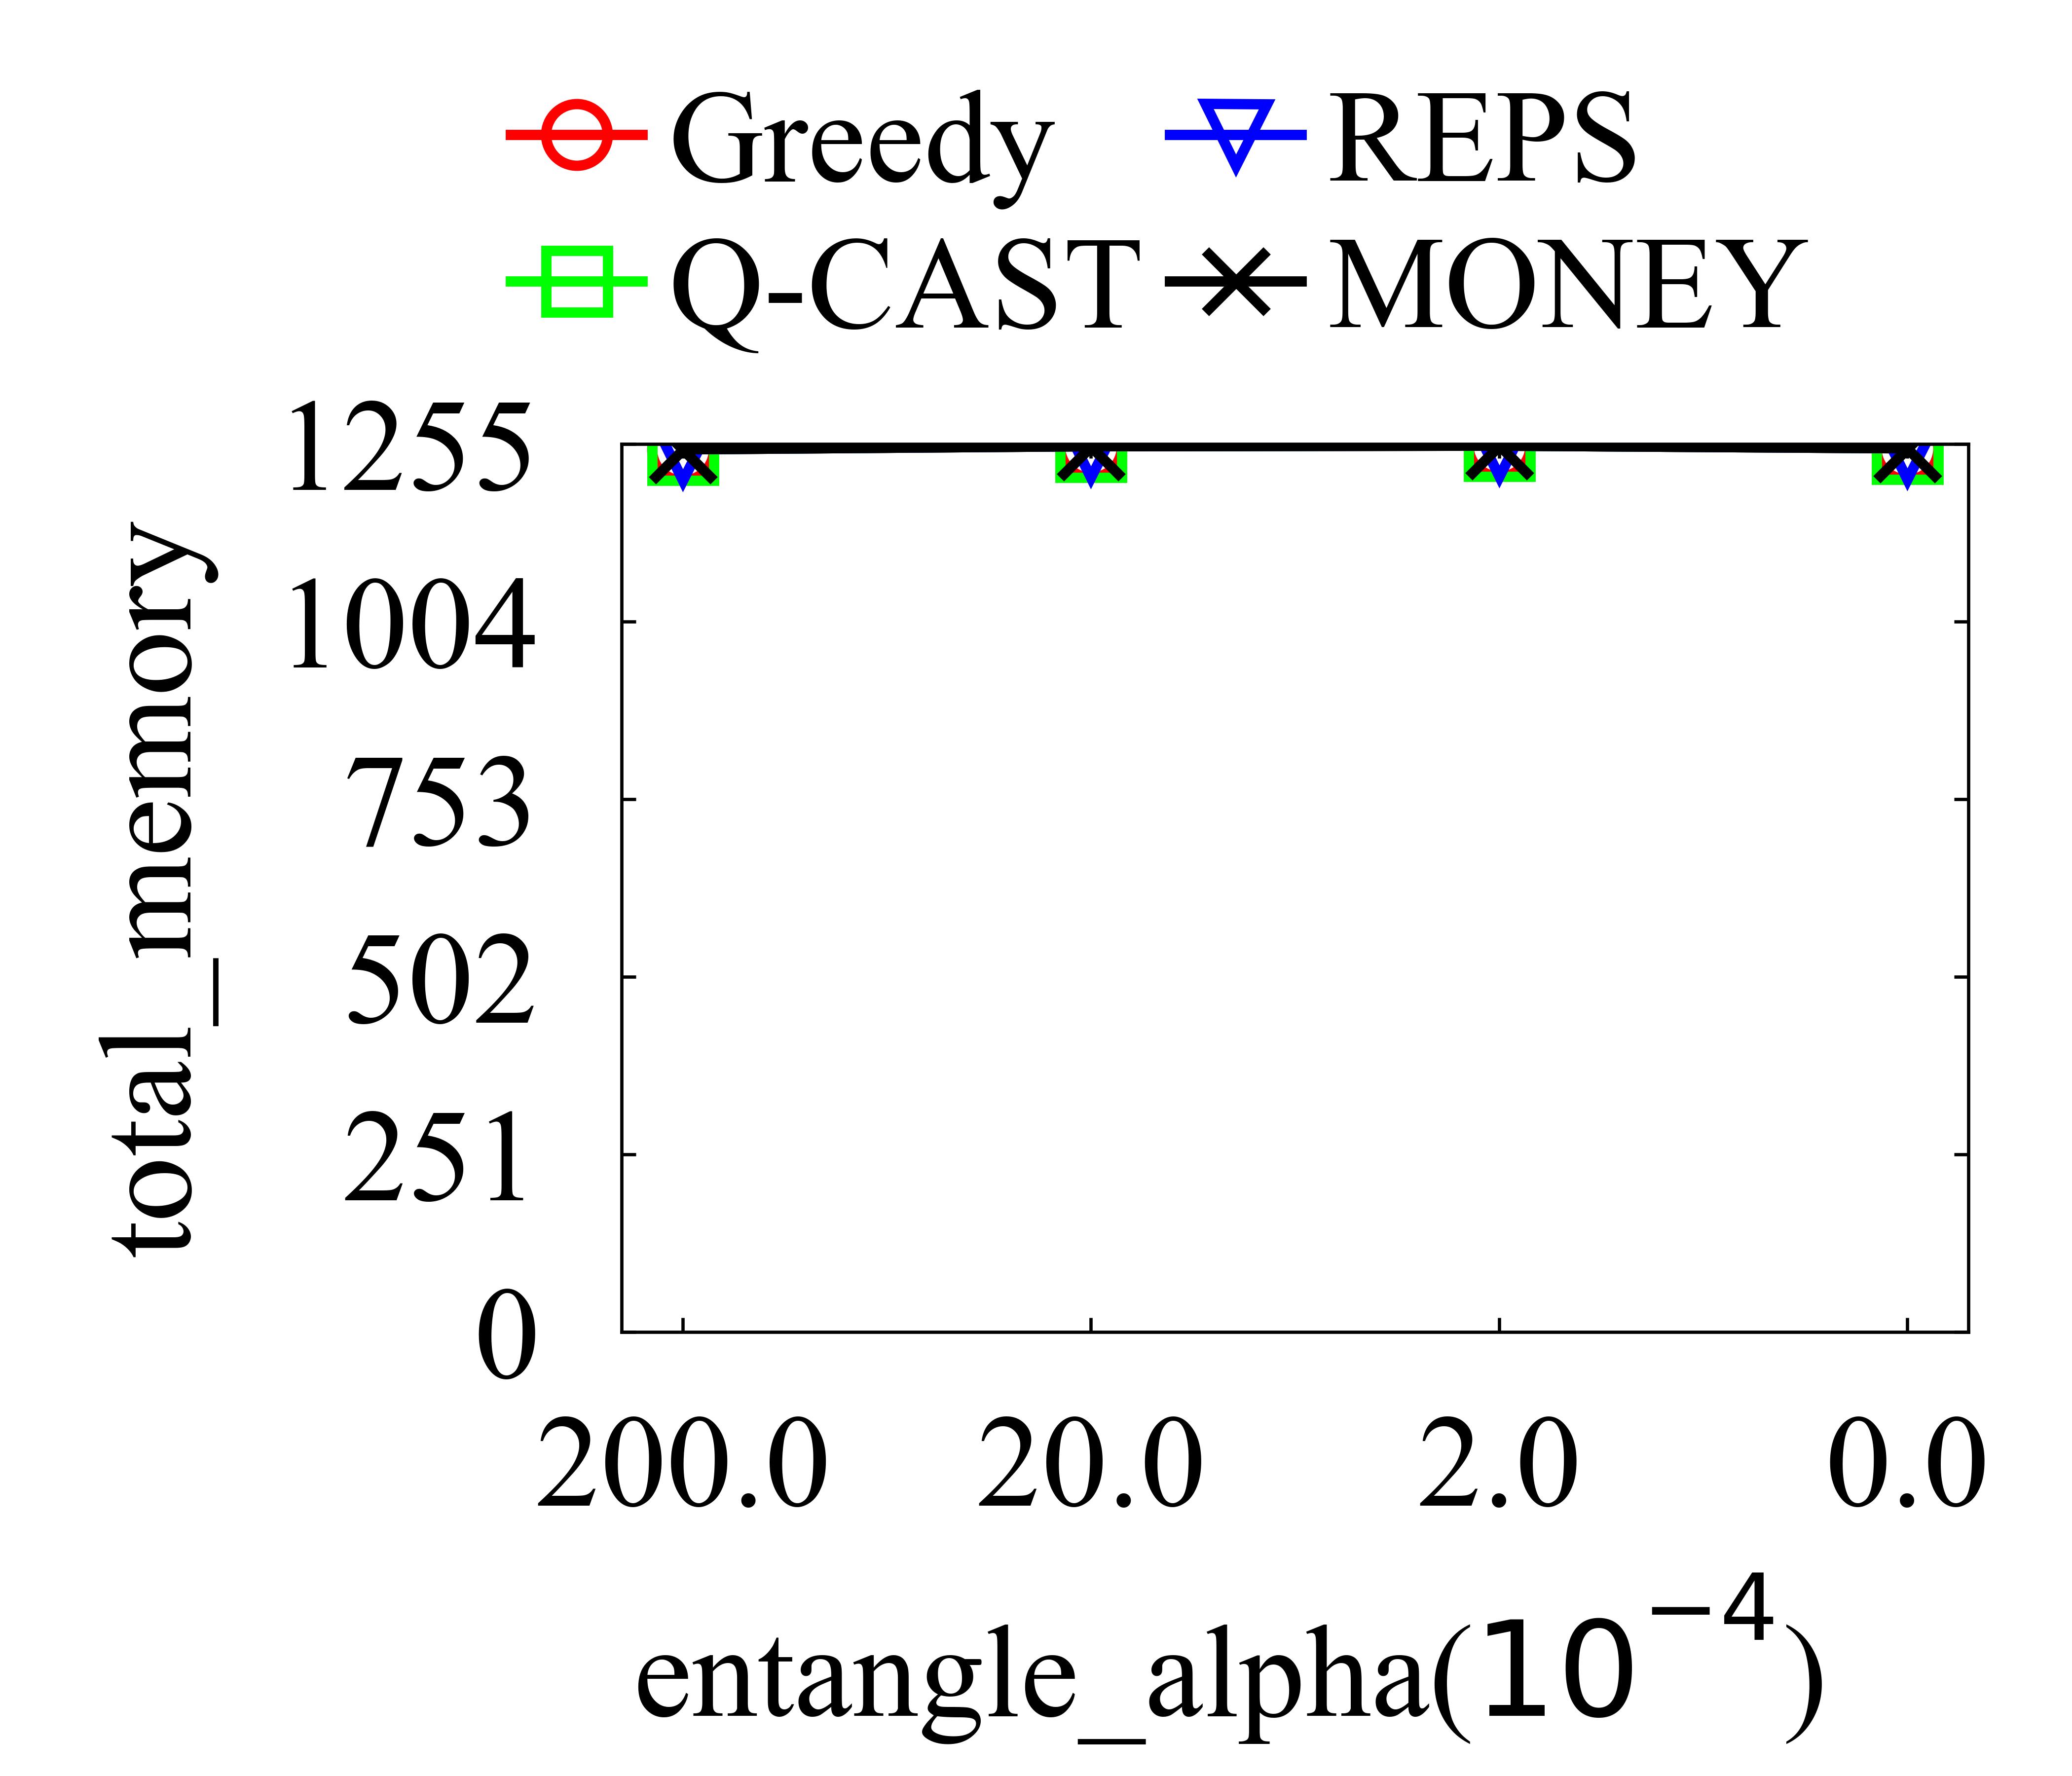 Greedy REPS
Q-CAST MONEY
1255
1004
753
502
251
0
total_memory
200.0 20.0 2.0 0.0
entangle_alpha(10⁻⁴)